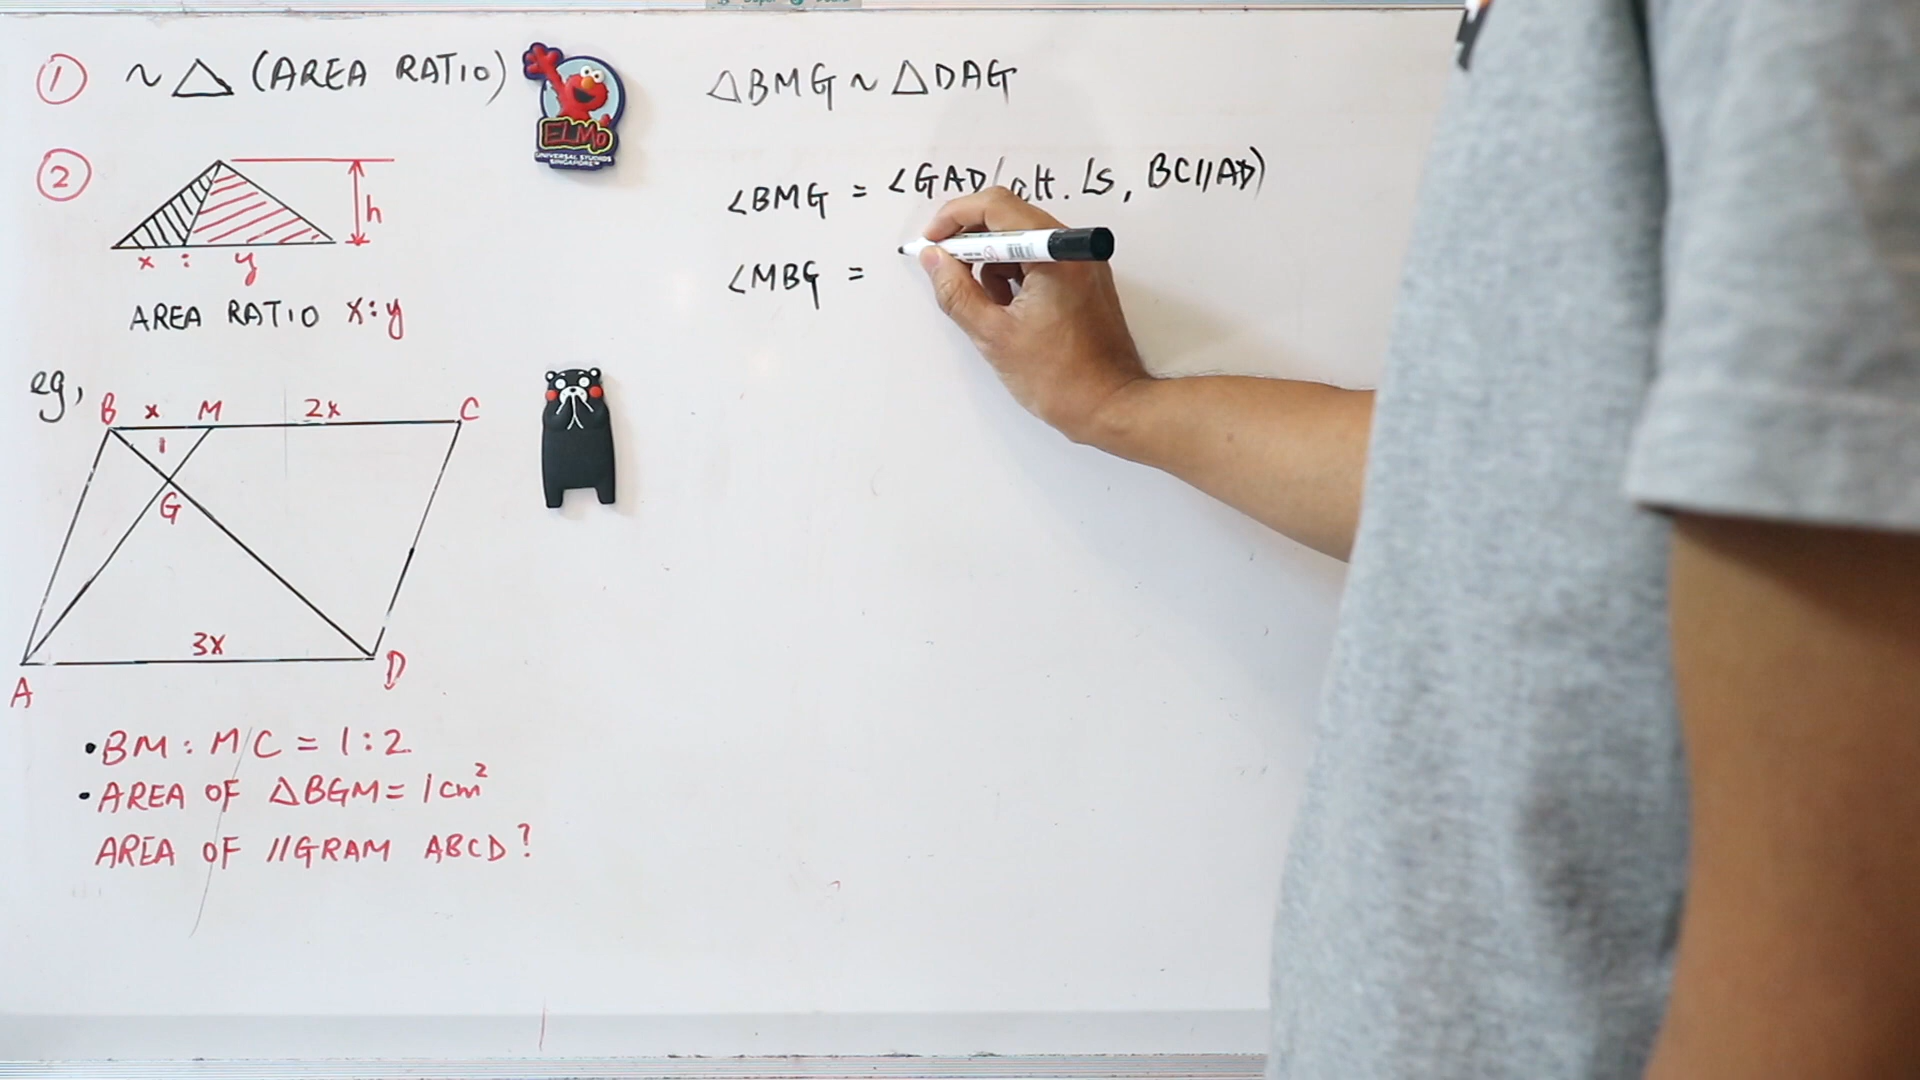 ① ~△ (AREA RATIO)
ELMO
UNIVERSAL STUDIOS
SINGAPORE
②
h
x : y
AREA RATIO x:y
eg,
B x M 2x C
1
G
3x
A D
• BM : MC = 1:2
• AREA OF △BGM = 1cm²
AREA OF //GRAM ABCD?
△BMG ~ △DAG
∠BMG = ∠GAD (alt. ∠s, BC//AD)
∠MBG =